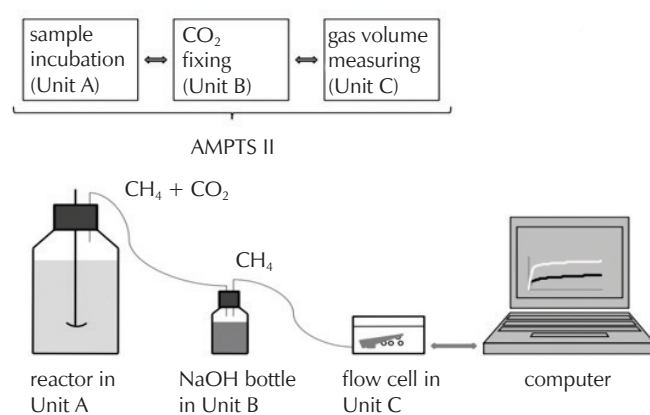 sample
incubation
(Unit A)
CO₂
fixing
(Unit B)
gas volume
measuring
(Unit C)
AMPTS II
CH₄ + CO₂
CH₄
reactor in
Unit A
NaOH bottle
in Unit B
flow cell in
Unit C
computer